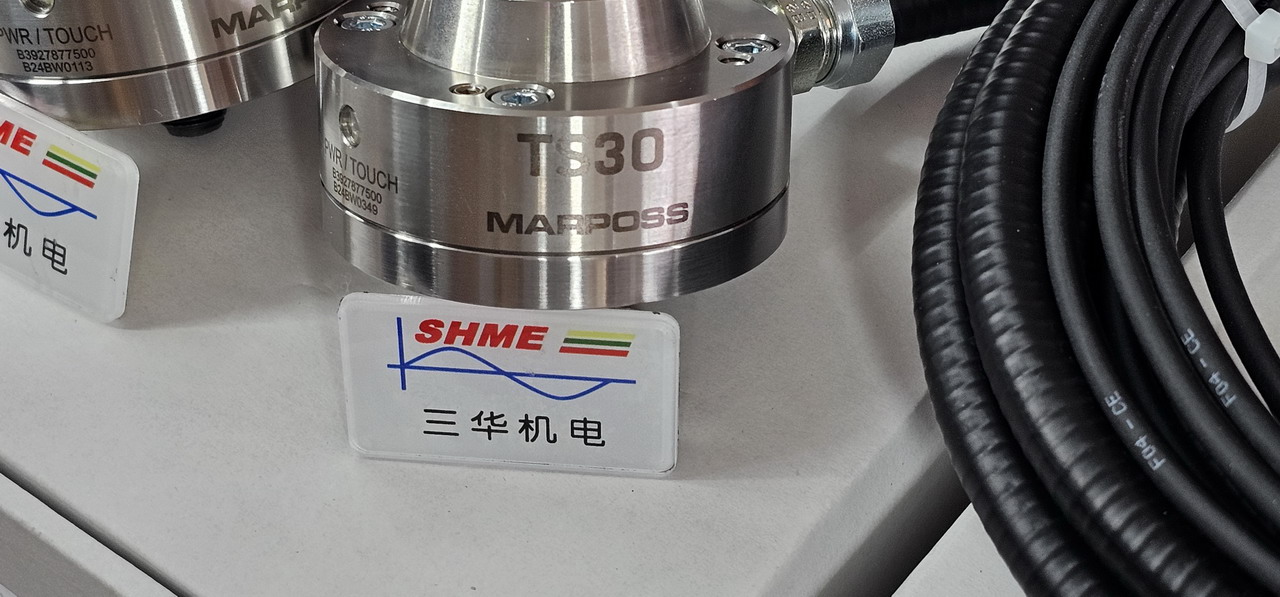 PWR / TOUCH
B3927877500
B24BW0113
MARP
ME
机电
TS30
PWR / TOUCH
B3927877500
B24BW0349
MARPOSS
SHME
三华机电
F04 - CE
F04 - CE